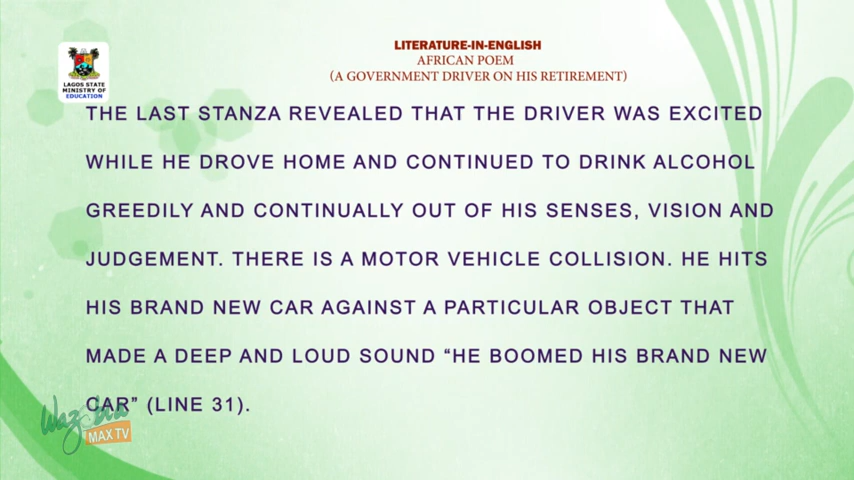 LITERATURE-IN-ENGLISH
AFRICAN POEM
(A GOVERNMENT DRIVER ON HIS RETIREMENT)
LAGOS STATE
MINISTRY OF
EDUCATION
THE LAST STANZA REVEALED THAT THE DRIVER WAS EXCITED
WHILE HE DROVE HOME AND CONTINUED TO DRINK ALCOHOL
GREEDILY AND CONTINUALLY OUT OF HIS SENSES, VISION AND
JUDGEMENT. THERE IS A MOTOR VEHICLE COLLISION. HE HITS
HIS BRAND NEW CAR AGAINST A PARTICULAR OBJECT THAT
MADE A DEEP AND LOUD SOUND “HE BOOMED HIS BRAND NEW
CAR” (LINE 31).
MAX TV